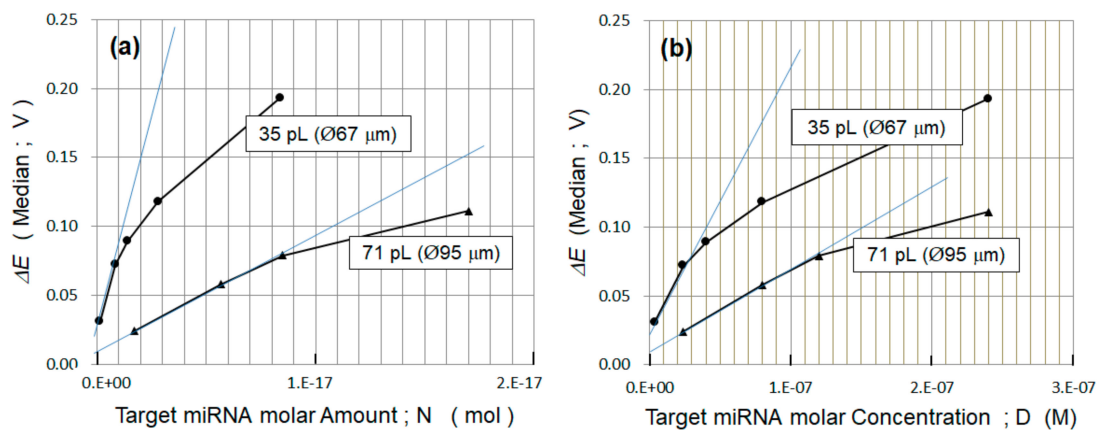 (a)
0.25
0.20
0.15
0.10
0.05
0.00
ΔE ( Median ; V )
35 pL (Ø67 μm)
71 pL (Ø95 μm)
0.E+00
1.E-17
2.E-17
Target miRNA molar Amount ; N ( mol )
(b)
0.25
0.20
0.15
0.10
0.05
0.00
ΔE (Median ; V)
35 pL (Ø67 μm)
71 pL (Ø95 μm)
0.E+00
1.E-07
2.E-07
3.E-07
Target miRNA molar Concentration ; D (M)